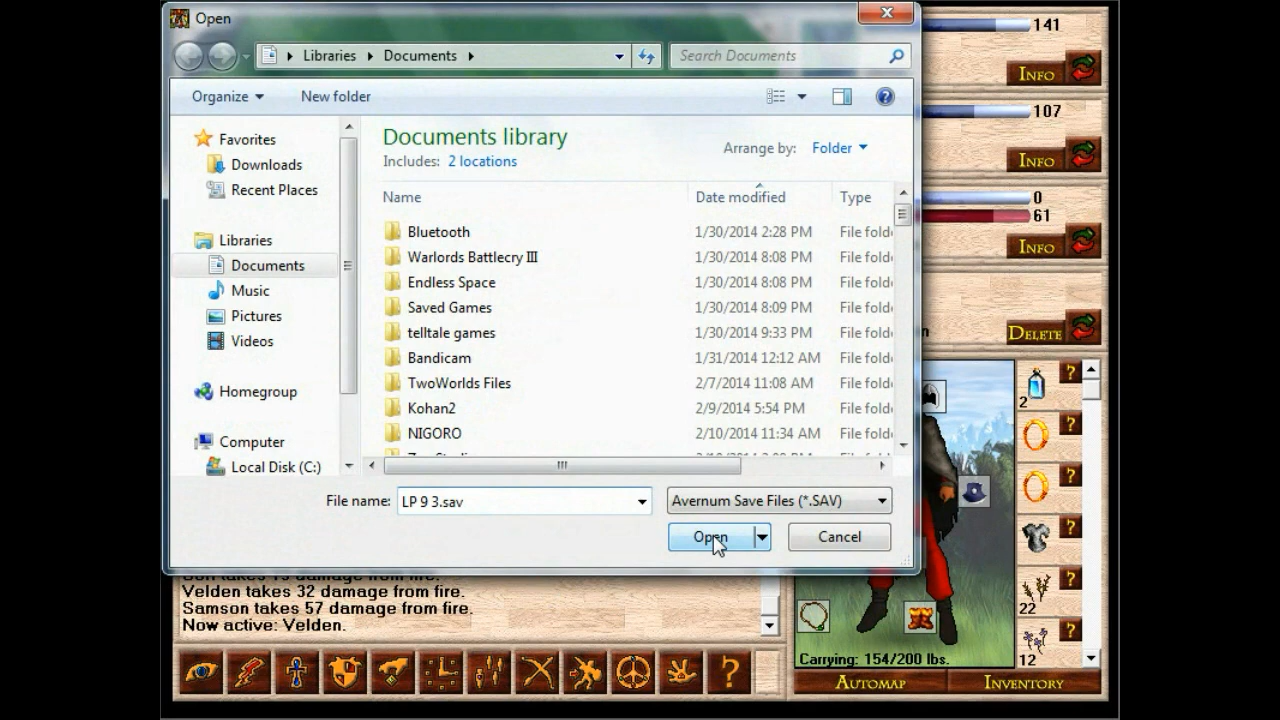 Open
141
Info
Libraries Documents
Search Documents
Organize
New folder
107
Info
Favorites
Downloads
Recent Places
Libraries
Documents
Music
Pictures
Videos
Homegroup
Computer
Local Disk (C:)
Documents library
Includes: 2 locations
Arrange by: Folder
Name Date modified Type
Bluetooth 1/30/2014 2:28 PM File fold
Warlords Battlecry III 1/30/2014 8:08 PM File fold
Endless Space 1/30/2014 8:08 PM File fold
Saved Games 1/30/2014 8:09 PM File fold
telltale games 1/30/2014 9:33 PM File fold
Bandicam 1/31/2014 12:12 AM File fold
TwoWorlds Files 2/7/2014 11:08 AM File fold
Kohan2 2/9/2014 5:54 PM File fold
NIGORO 2/10/2014 11:34 AM File fold
0
61
Info
Delete
?
2
?
?
?
?
22
?
12
File name: LP 9 3.sav
Avernum Save Files (*.SAV)
Open
Cancel
Velden takes 32 damage from fire.
Samson takes 57 damage from fire.
Now active: Velden.
?
Carrying: 154/200 lbs.
Automap
Inventory